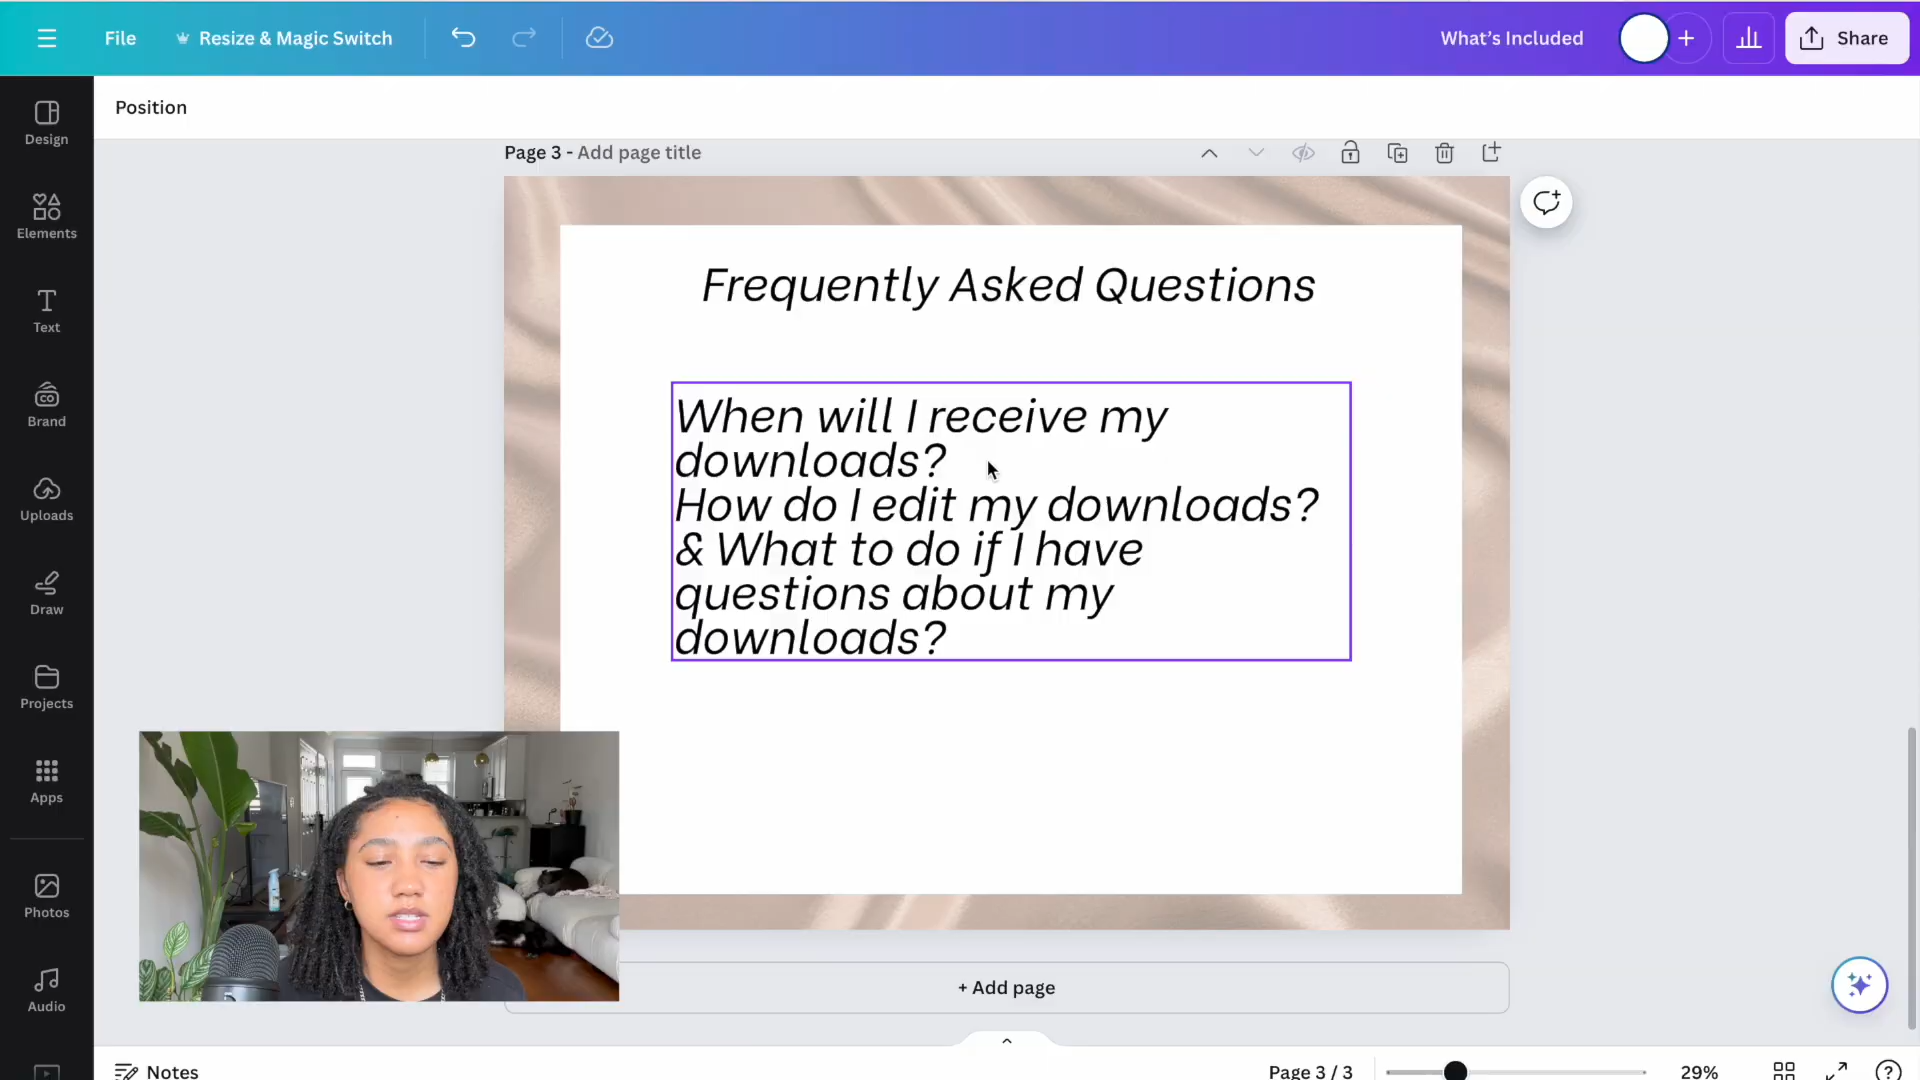 File
Resize & Magic Switch
What's Included
Share
Position
Design
Elements
Text
Brand
Uploads
Draw
Projects
Apps
Photos
Audio
Page 3 - Add page title
Frequently Asked Questions
When will I receive my
downloads?
How do I edit my downloads?
& What to do if I have
questions about my
downloads?
+ Add page
Notes
Page 3 / 3
29%